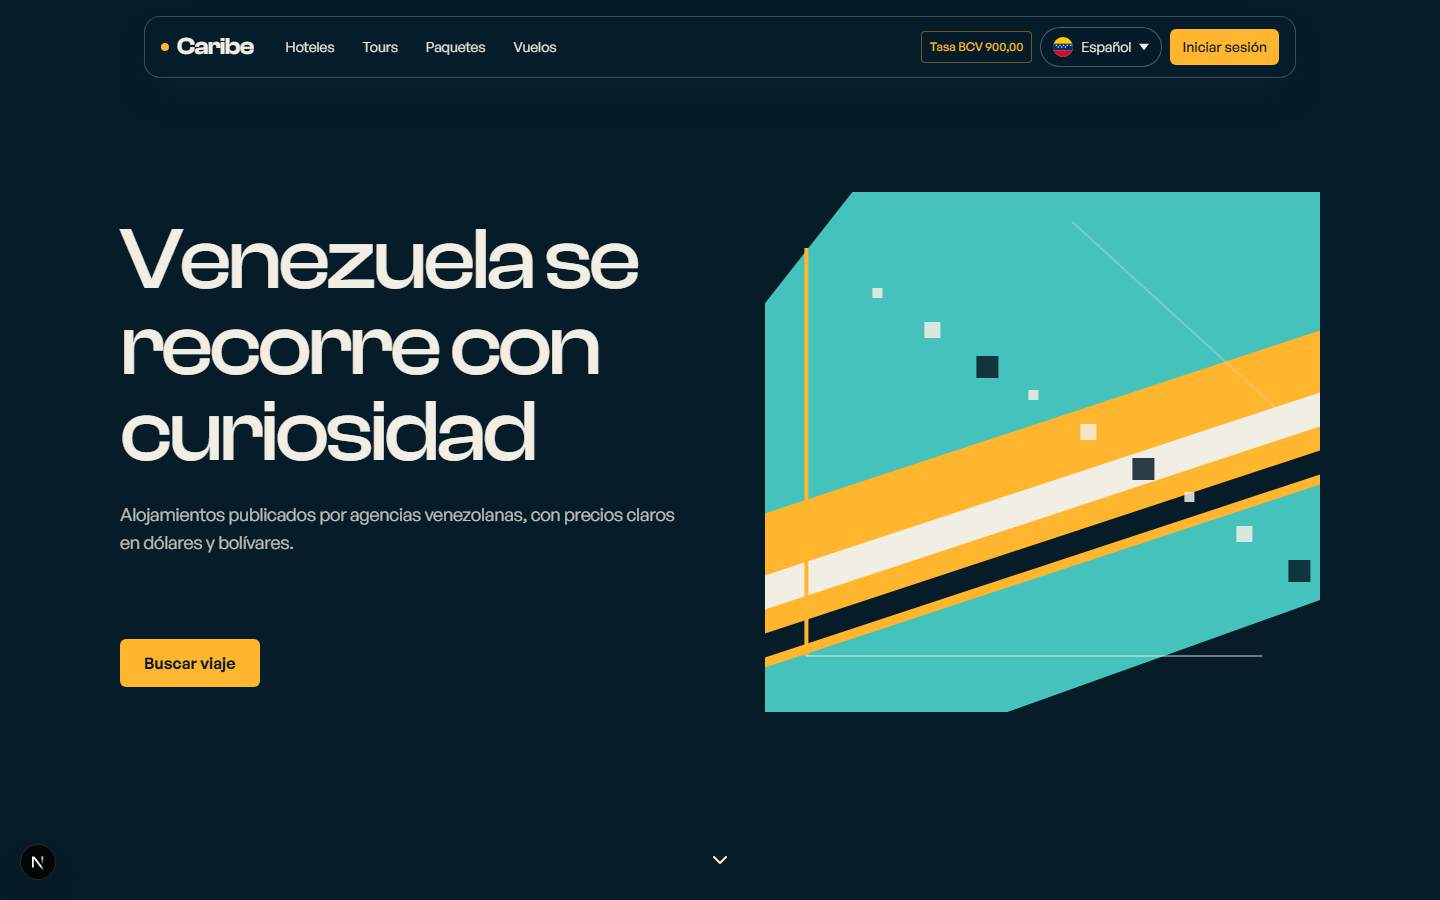 Caribe
Hoteles
Tours
Paquetes
Vuelos
Tasa BCV 900,00
Español
Iniciar sesión
Venezuela se
recorre con
curiosidad
Alojamientos publicados por agencias venezolanas, con precios claros
en dólares y bolívares.
Buscar viaje
N